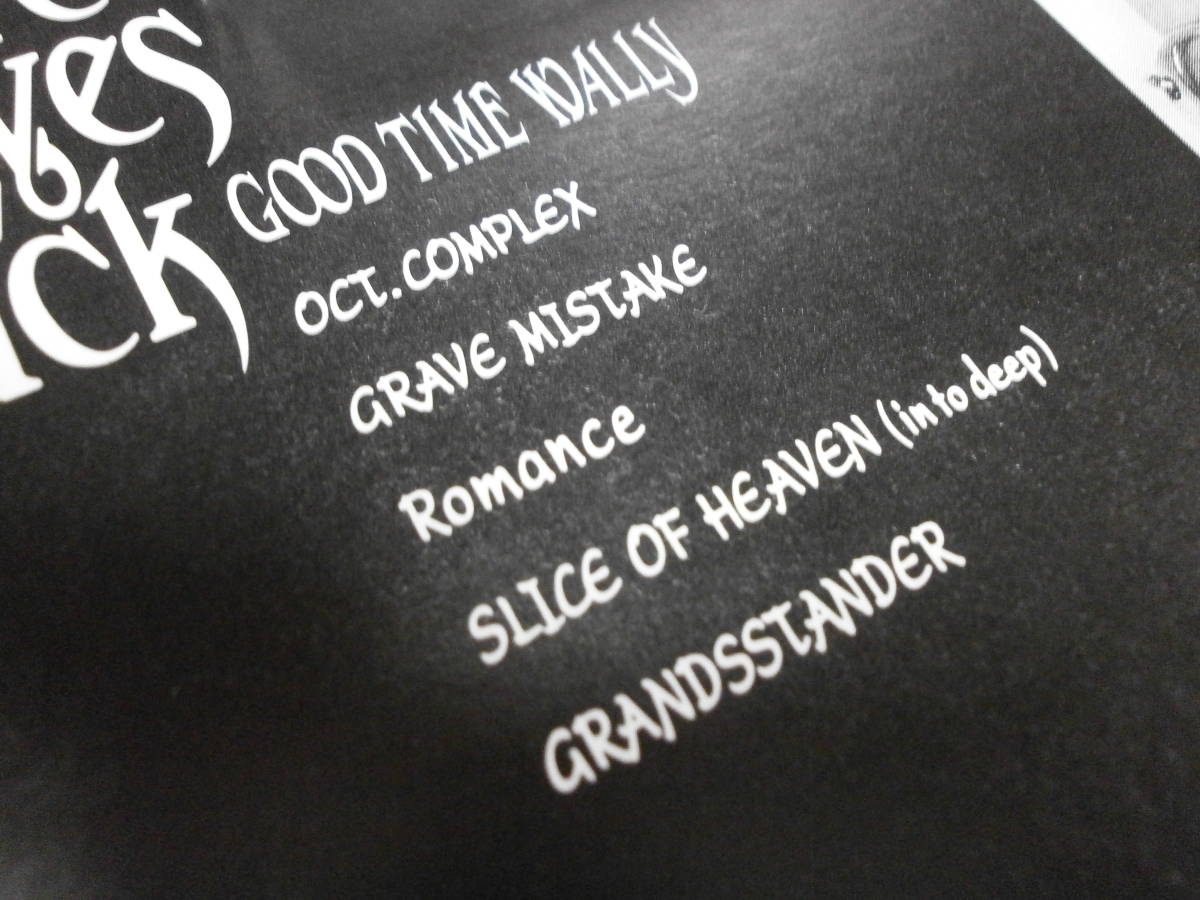 GOOD TIME WALLY
OCT. COMPLEX
GRAVE MISTAKE
Romance
SLICE OF HEAVEN (in to deep)
GRANDSSTANDER